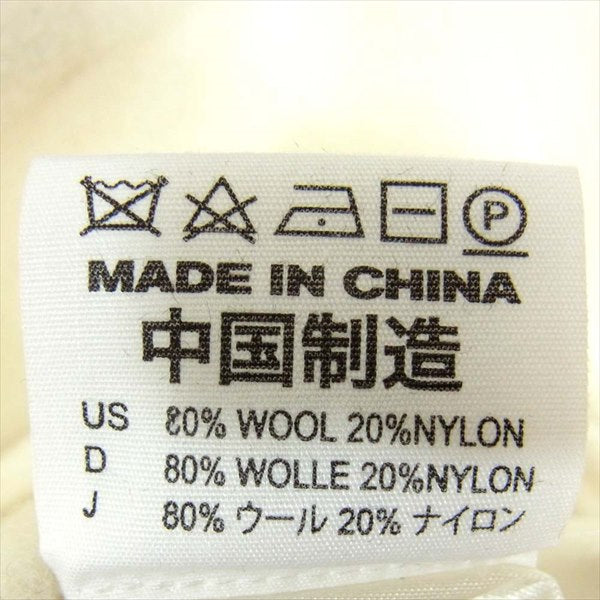 P
MADE IN CHINA
中国制造
US 80% WOOL 20%NYLON
D 80% WOLLE 20%NYLON
J 80% ウール 20% ナイロン